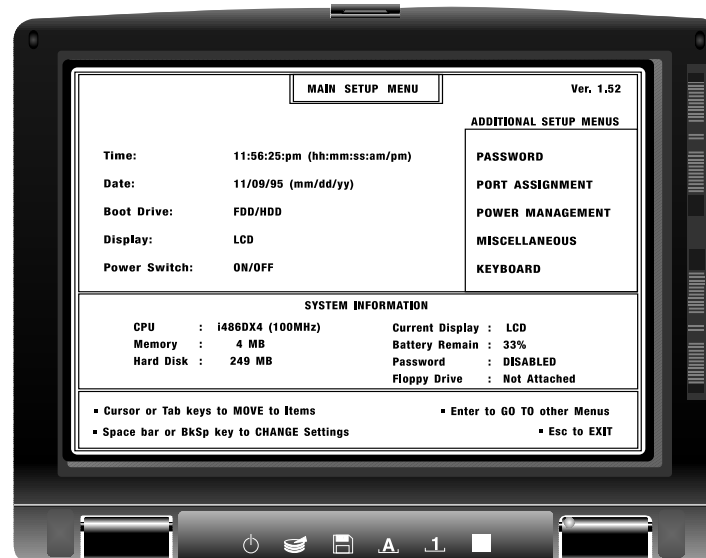 MAIN SETUP MENU
Ver. 1.52
ADDITIONAL SETUP MENUS
Time: 11:56:25:pm (hh:mm:ss:am/pm)
Date: 11/09/95 (mm/dd/yy)
Boot Drive: FDD/HDD
Display: LCD
Power Switch: ON/OFF
PASSWORD
PORT ASSIGNMENT
POWER MANAGEMENT
MISCELLANEOUS
KEYBOARD
SYSTEM INFORMATION
CPU : i486DX4 (100MHz)
Memory : 4 MB
Hard Disk : 249 MB
Current Display : LCD
Battery Remain : 33%
Password : DISABLED
Floppy Drive : Not Attached
▪ Cursor or Tab keys to MOVE to Items
▪ Space bar or BkSp key to CHANGE Settings
▪ Enter to GO TO other Menus
▪ Esc to EXIT
A
1